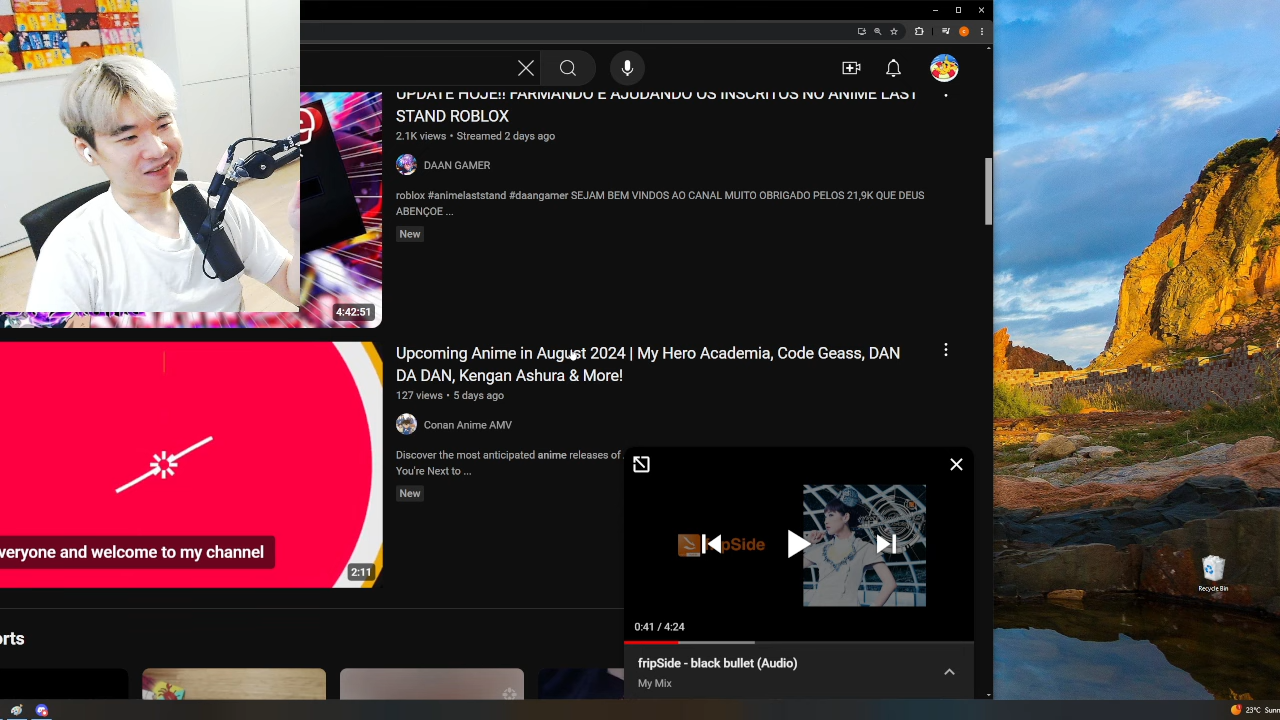 UPDATE HOJE!! FARMANDO E AJUDANDO OS INSCRITOS NO ANIME LAST
STAND ROBLOX
2.1K views • Streamed 2 days ago
DAAN GAMER
roblox #animelaststand #daangamer SEJAM BEM VINDOS AO CANAL MUITO OBRIGADO PELOS 21,9K QUE DEUS
ABENÇOE ...
New
4:42:51
Upcoming Anime in August 2024 | My Hero Academia, Code Geass, DAN
DA DAN, Kengan Ashura & More!
127 views • 5 days ago
Conan Anime AMV
Discover the most anticipated anime releases of
You're Next to ...
New
veryone and welcome to my channel
2:11
orts
fripSide
0:41 / 4:24
fripSide - black bullet (Audio)
My Mix
Recycle Bin
23°C Sunn